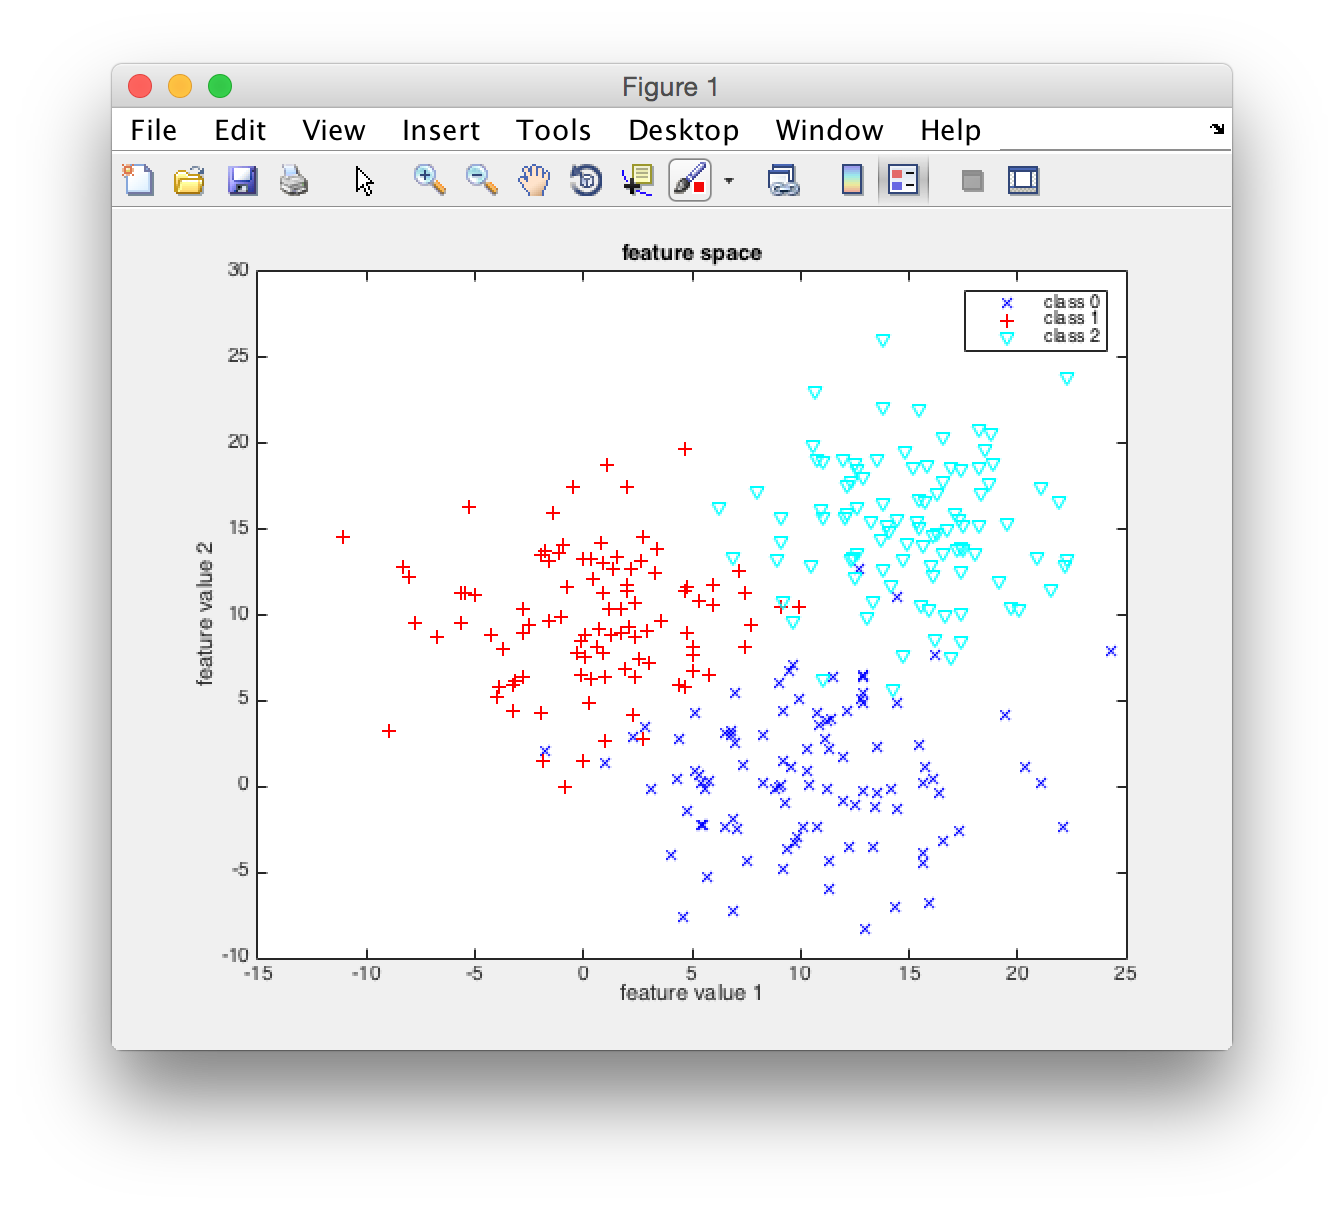 Figure 1
File Edit View Insert Tools Desktop Window Help
feature space
30
25
20
15
10
5
0
-5
-10
feature value 2
class 0
class 1
class 2
-15 -10 -5 0 5 10 15 20 25
feature value 1